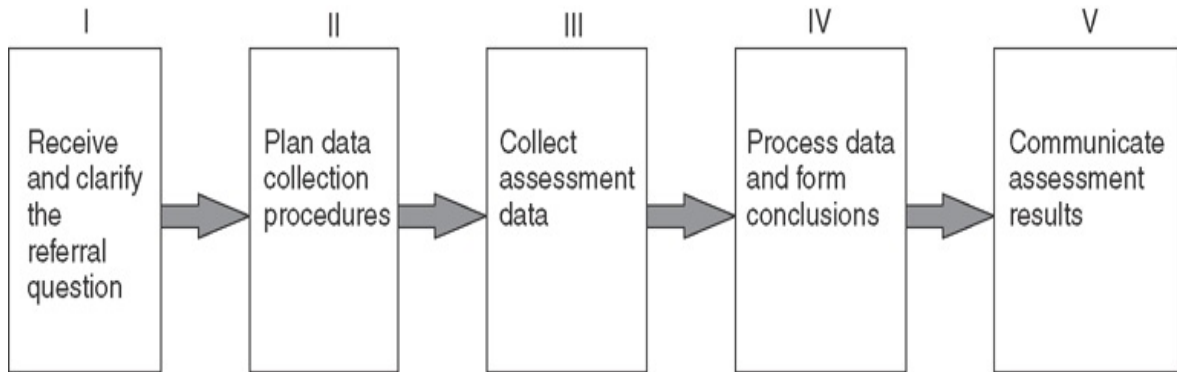 I
II
III
IV
V
Receive
and clarify
the
referral
question
Plan data
collection
procedures
Collect
assessment
data
Process data
and form
conclusions
Communicate
assessment
results